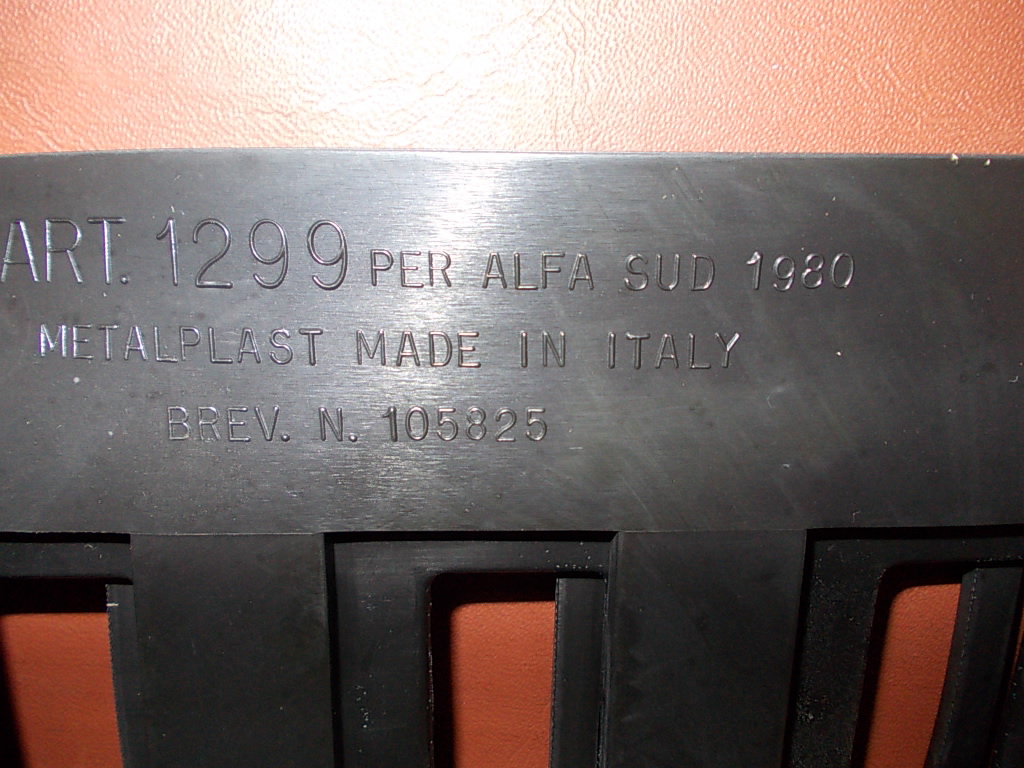 ART. 1299 PER ALFA SUD 1980
METALPLAST MADE IN ITALY
BREV. N. 105825